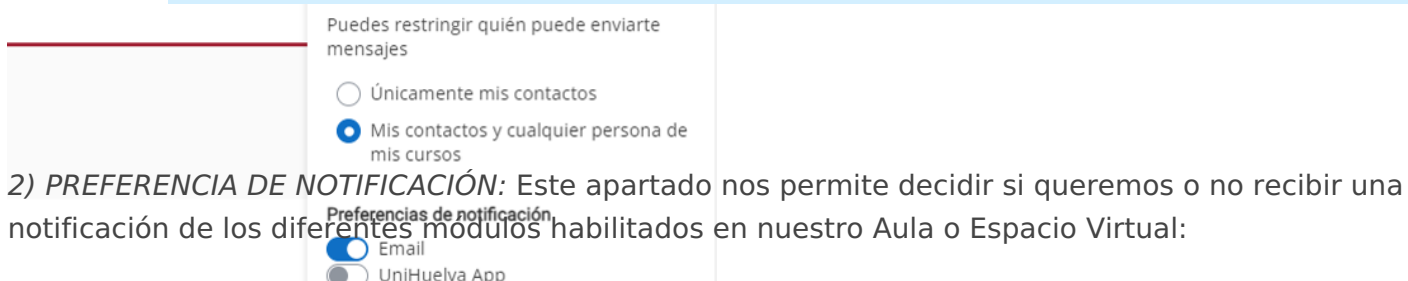 Puedes restringir quién puede enviarte
mensajes
Únicamente mis contactos
Mis contactos y cualquier persona de
mis cursos
2) PREFERENCIA DE NOTIFICACIÓN: Este apartado nos permite decidir si queremos o no recibir una
Preferencias de notificación
notificación de los diferentes módulos habilitados en nuestro Aula o Espacio Virtual:
Email
UniHuelva App